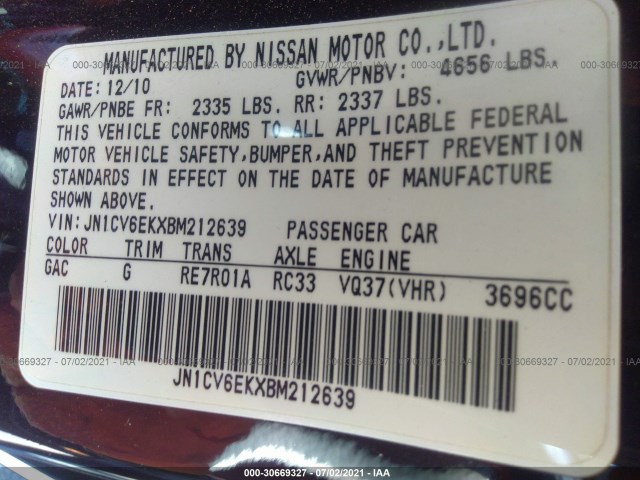 MANUFACTURED BY NISSAN MOTOR CO.,LTD.
DATE: 12/10 GVWR/PNBV: 4656 LBS.
GAWR/PNBE FR: 2335 LBS. RR: 2337 LBS.
THIS VEHICLE CONFORMS TO ALL APPLICABLE FEDERAL
MOTOR VEHICLE SAFETY,BUMPER,AND THEFT PREVENTION
STANDARDS IN EFFECT ON THE DATE OF MANUFACTURE
SHOWN ABOVE.
VIN:JN1CV6EKXBM212639 PASSENGER CAR
COLOR TRIM TRANS AXLE ENGINE
GAC G RE7R01A RC33 VQ37(VHR) 3696CC
JN1CV6EKXBM212639
000-30669327 - 07/02/2021 - IAA